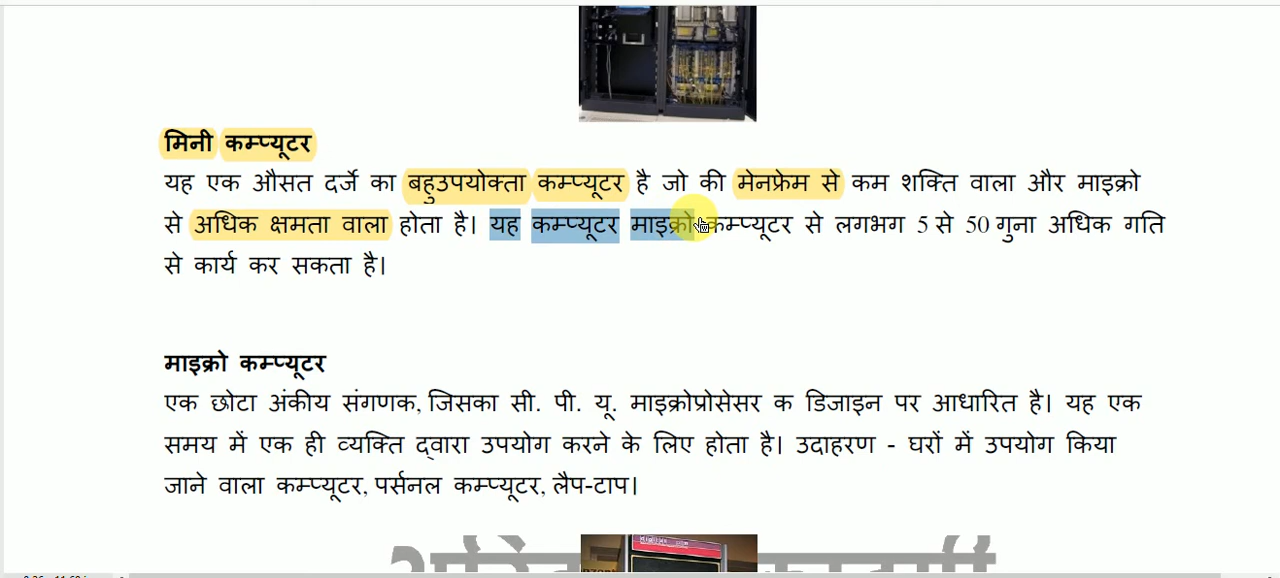 मिनी कम्प्यूटर
यह एक औसत दर्जे का बहुउपयोक्ता कम्प्यूटर है जो की मेनफ्रेम से कम शक्ति वाला और माइक्रो
से अधिक क्षमता वाला होता है। यह कम्प्यूटर माइक्रो कम्प्यूटर से लगभग 5 से 50 गुना अधिक गति
से कार्य कर सकता है।
माइक्रो कम्प्यूटर
एक छोटा अंकीय संगणक, जिसका सी. पी. यू. माइक्रोप्रोसेसर क डिजाइन पर आधारित है। यह एक
समय में एक ही व्यक्ति द्वारा उपयोग करने के लिए होता है। उदाहरण - घरों में उपयोग किया
जाने वाला कम्प्यूटर, पर्सनल कम्प्यूटर, लैप-टाप।